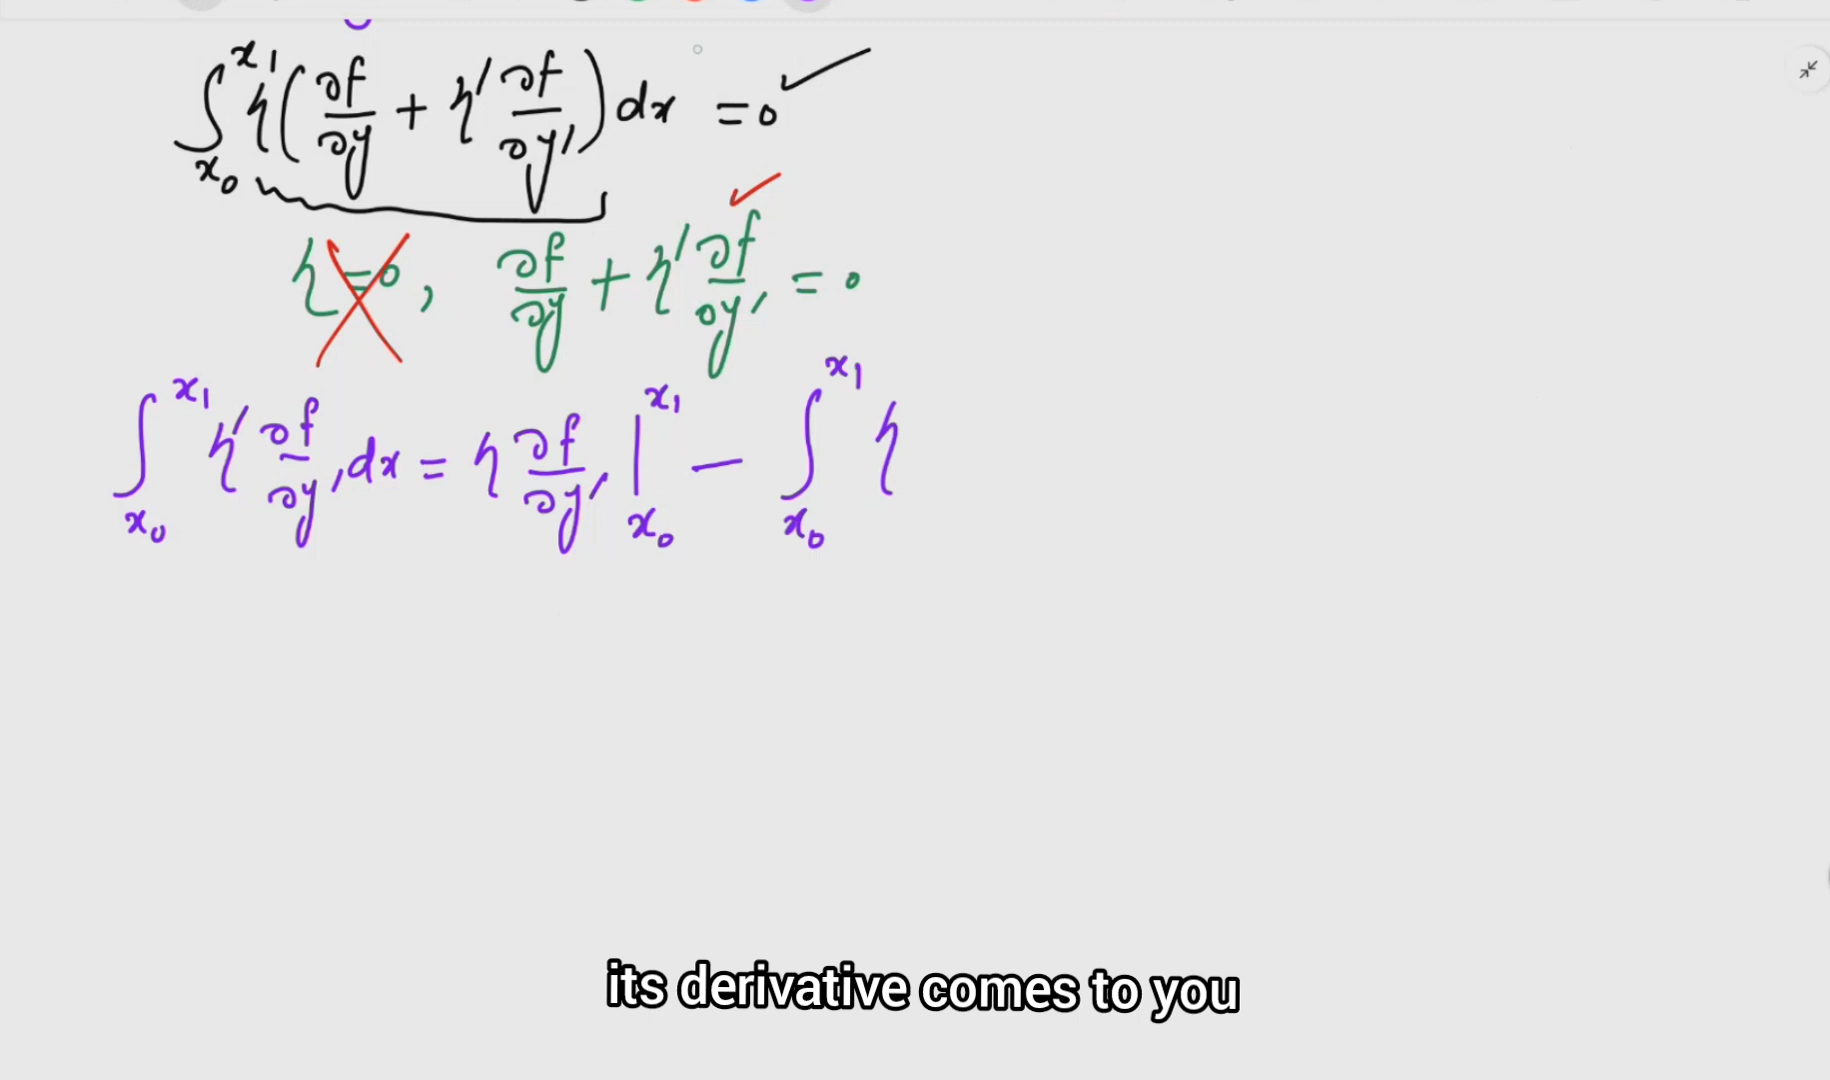 ∫_{x₀}^{x₁} η(∂f/∂y + η′ ∂f/∂y′) dx = 0 ✓
η = 0, ∂f/∂y + η′ ∂f/∂y′ = 0 ✓
∫_{x₀}^{x₁} η′ ∂f/∂y′ dx = η ∂f/∂y′ |_{x₀}^{x₁} − ∫_{x₀}^{x₁} η
its derivative comes to you